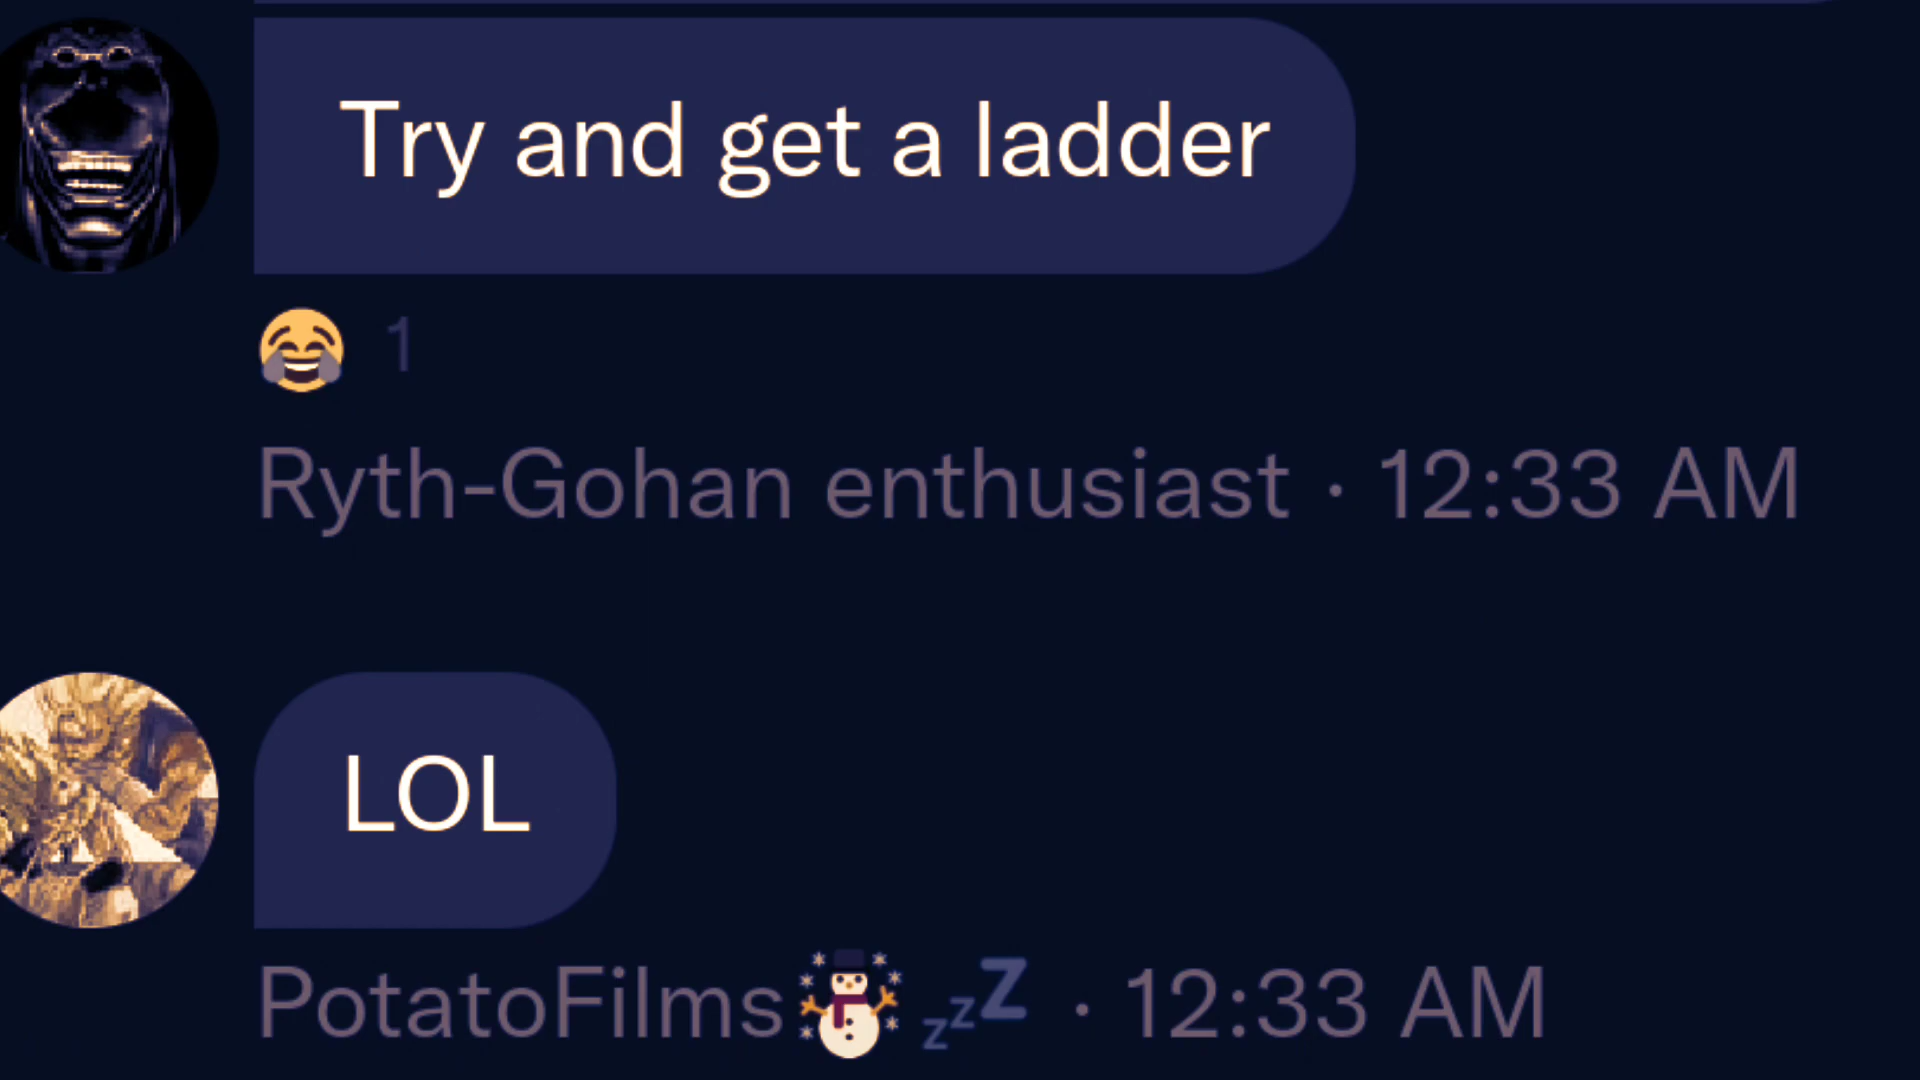 Try and get a ladder
😂 1
Ryth-Gohan enthusiast · 12:33 AM
LOL
PotatoFilms☃️💤 · 12:33 AM